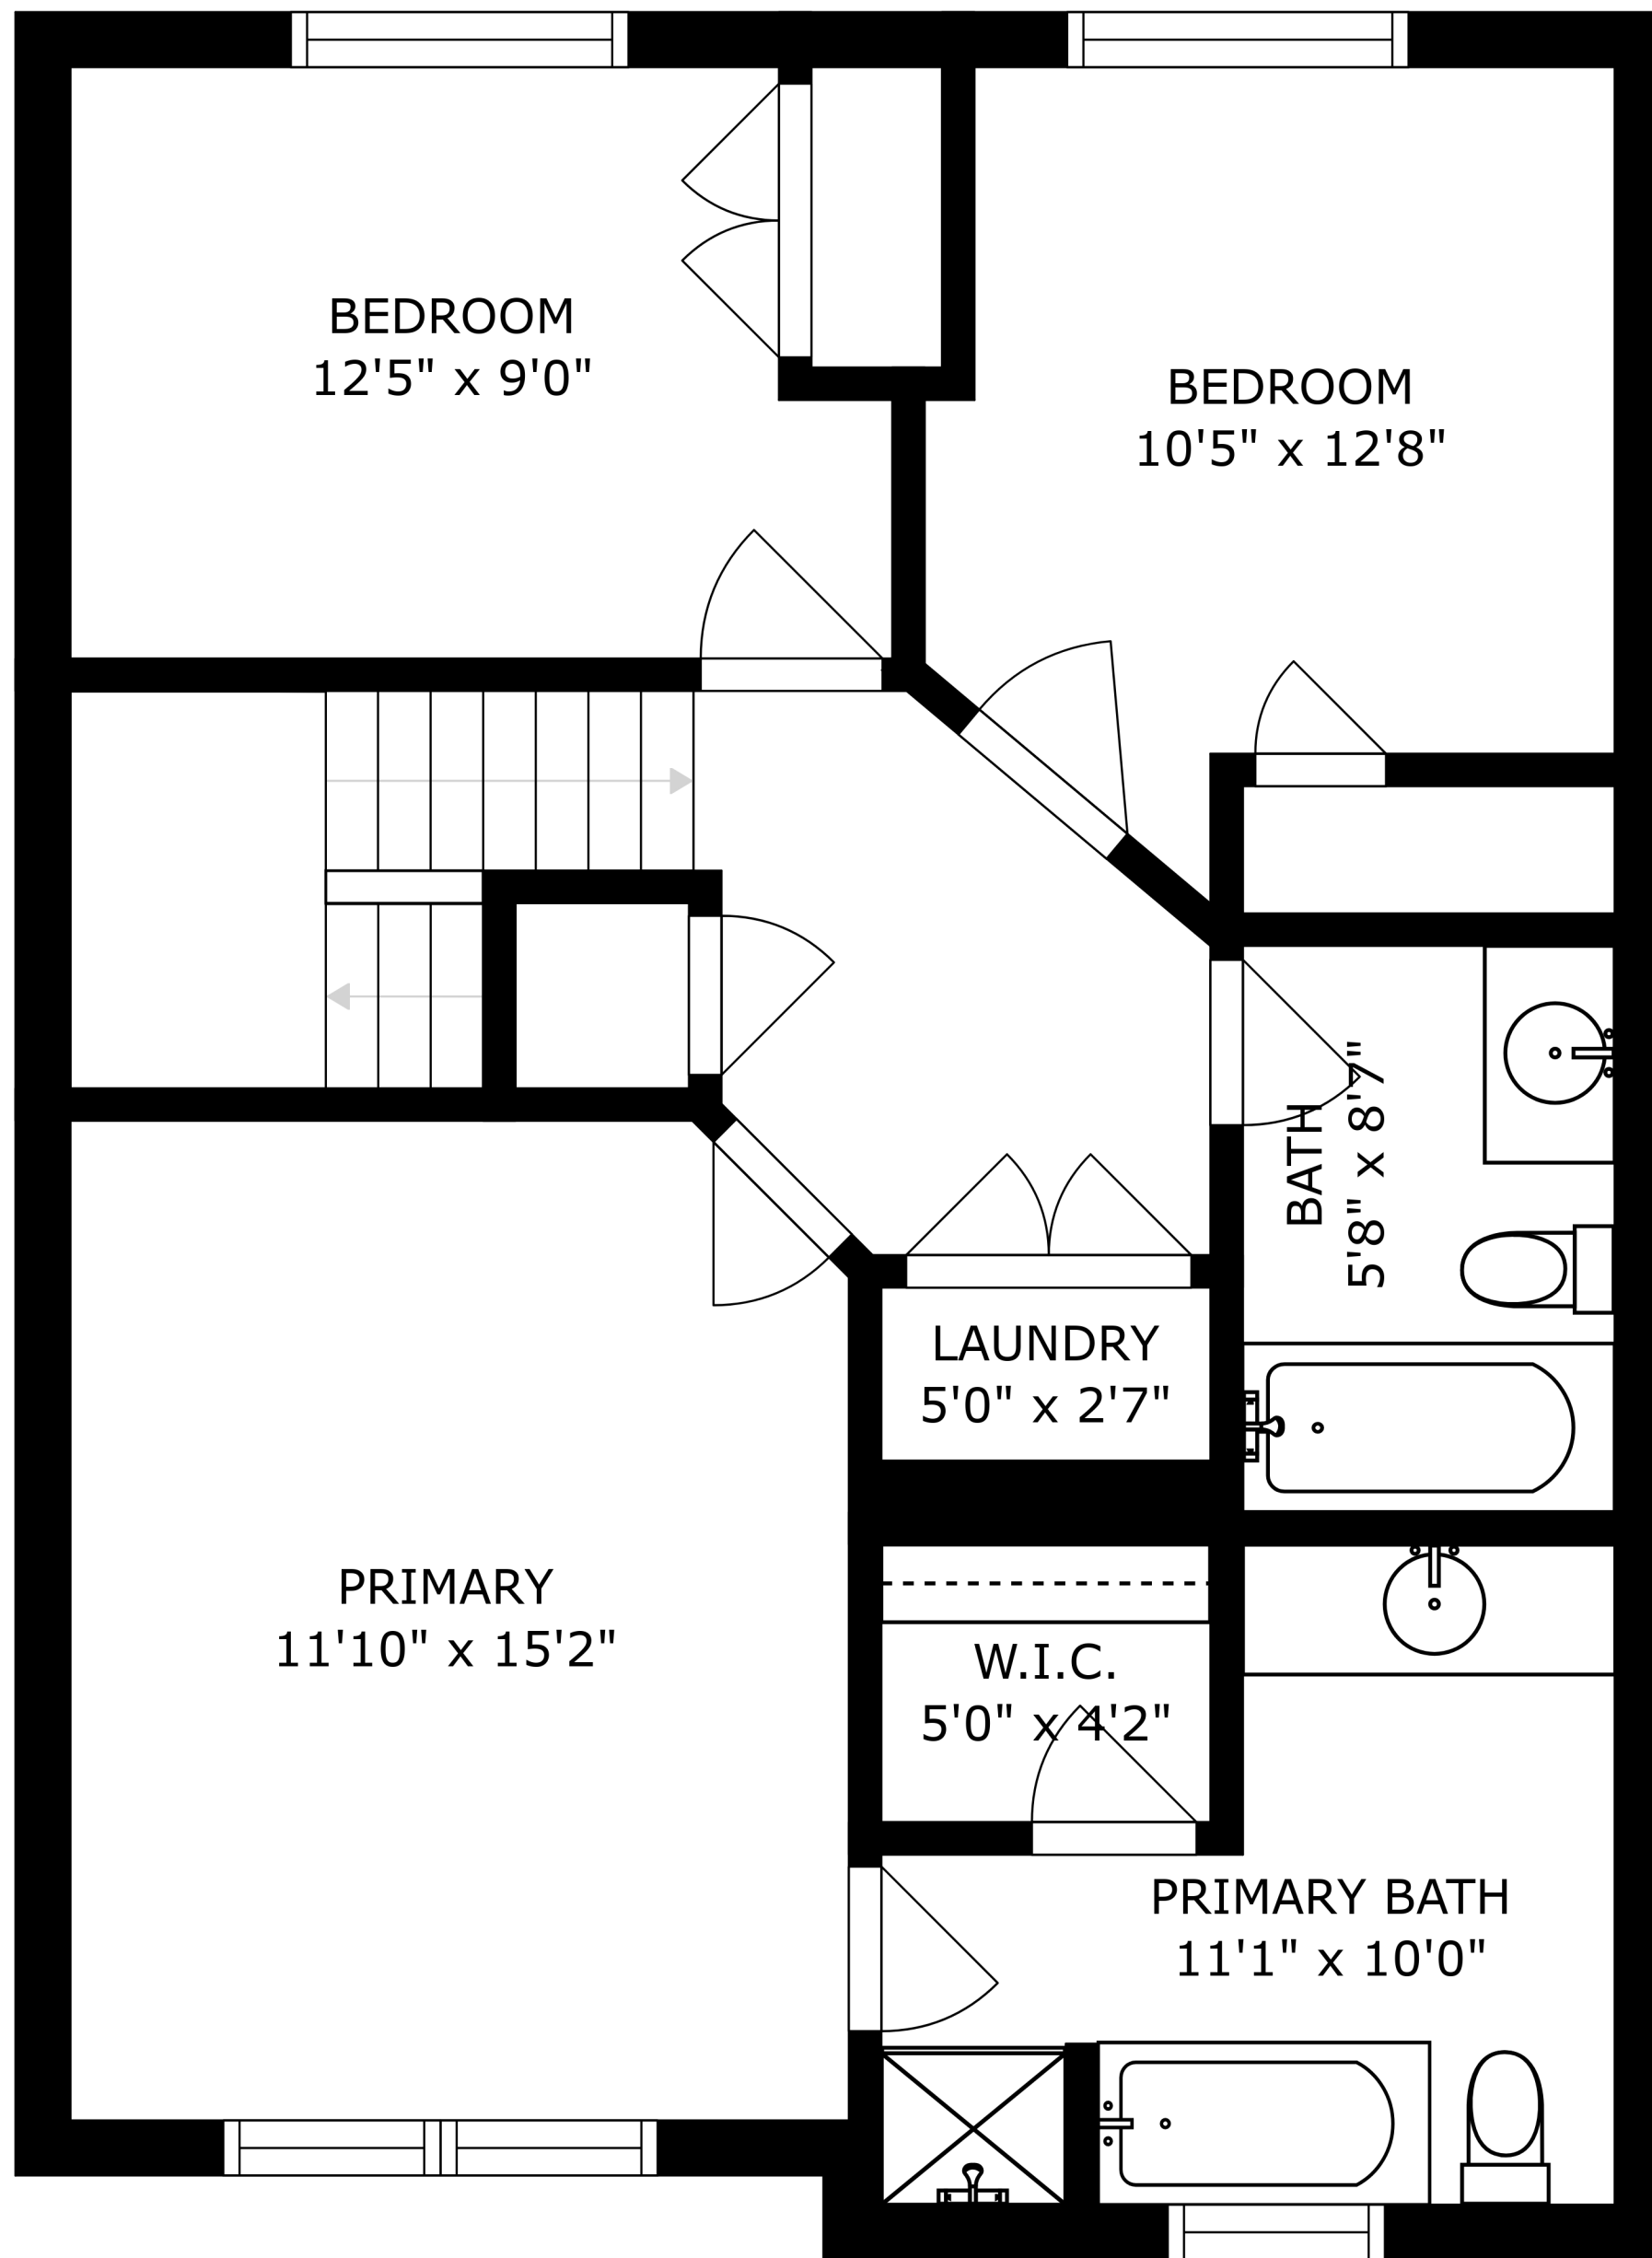 BEDROOM
12'5" x 9'0"
BEDROOM
10'5" x 12'8"
BATH
5'8" x 8'7"
LAUNDRY
5'0" x 2'7"
PRIMARY
11'10" x 15'2"
W.I.C.
5'0" x 4'2"
PRIMARY BATH
11'1" x 10'0"